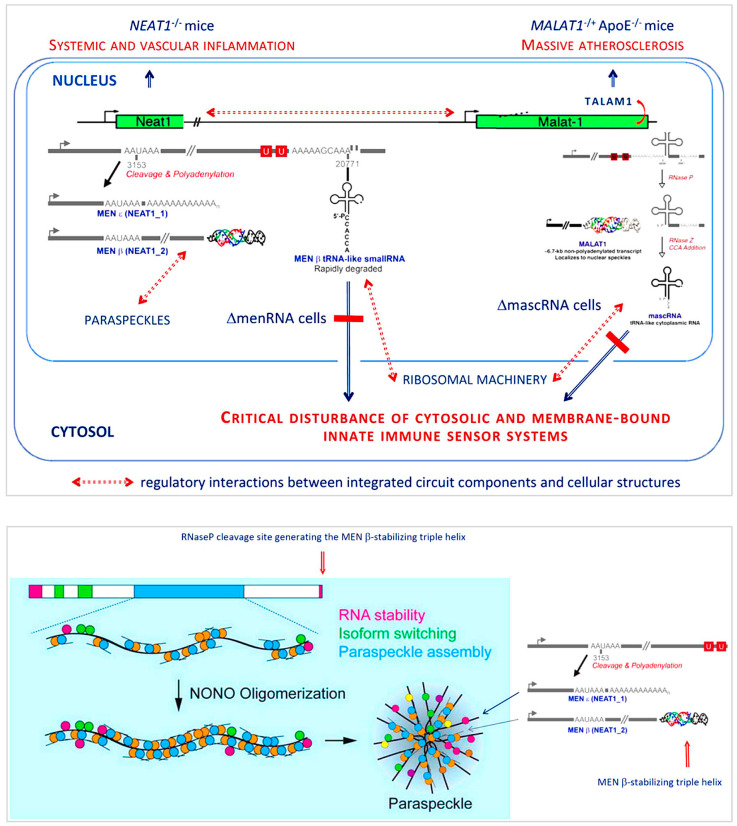 NEAT1-/- mice
SYSTEMIC AND VASCULAR INFLAMMATION
MALAT1-/+ ApoE-/- mice
MASSIVE ATHEROSCLEROSIS
NUCLEUS
TALAM1
Neat1
//
Malat-1
AAUAAA
//
U U
AAAAAGCAAA
3153
20771
Cleavage & Polyadenylation
RNase P
AAUAAA AAAAAAAAAAAAn
MEN ε (NEAT1_1)
5'-P
C
C
A
C
C
A
AAUAAA
//
MEN β (NEAT1_2)
//
MALAT1
~6.7-kb non-polyadenylated transcript
Localizes to nuclear speckles
RNase Z
CCA Addition
MEN β tRNA-like smallRNA
Rapidly degraded
PARASPECKLES
ΔmenRNA cells
ΔmascRNA cells
mascRNA
tRNA-like cytoplasmic RNA
RIBOSOMAL MACHINERY
CRITICAL DISTURBANCE OF CYTOSOLIC AND MEMBRANE-BOUND
INNATE IMMUNE SENSOR SYSTEMS
CYTOSOL
regulatory interactions between integrated circuit components and cellular structures
RNaseP cleavage site generating the MEN β-stabilizing triple helix
RNA stability
Isoform switching
Paraspeckle assembly
NONO Oligomerization
Paraspeckle
AAUAAA
//
U U
3153
Cleavage & Polyadenylation
AAUAAA AAAAAAAAAAAAn
MEN ε (NEAT1_1)
AAUAAA
//
MEN β (NEAT1_2)
MEN β-stabilizing triple helix